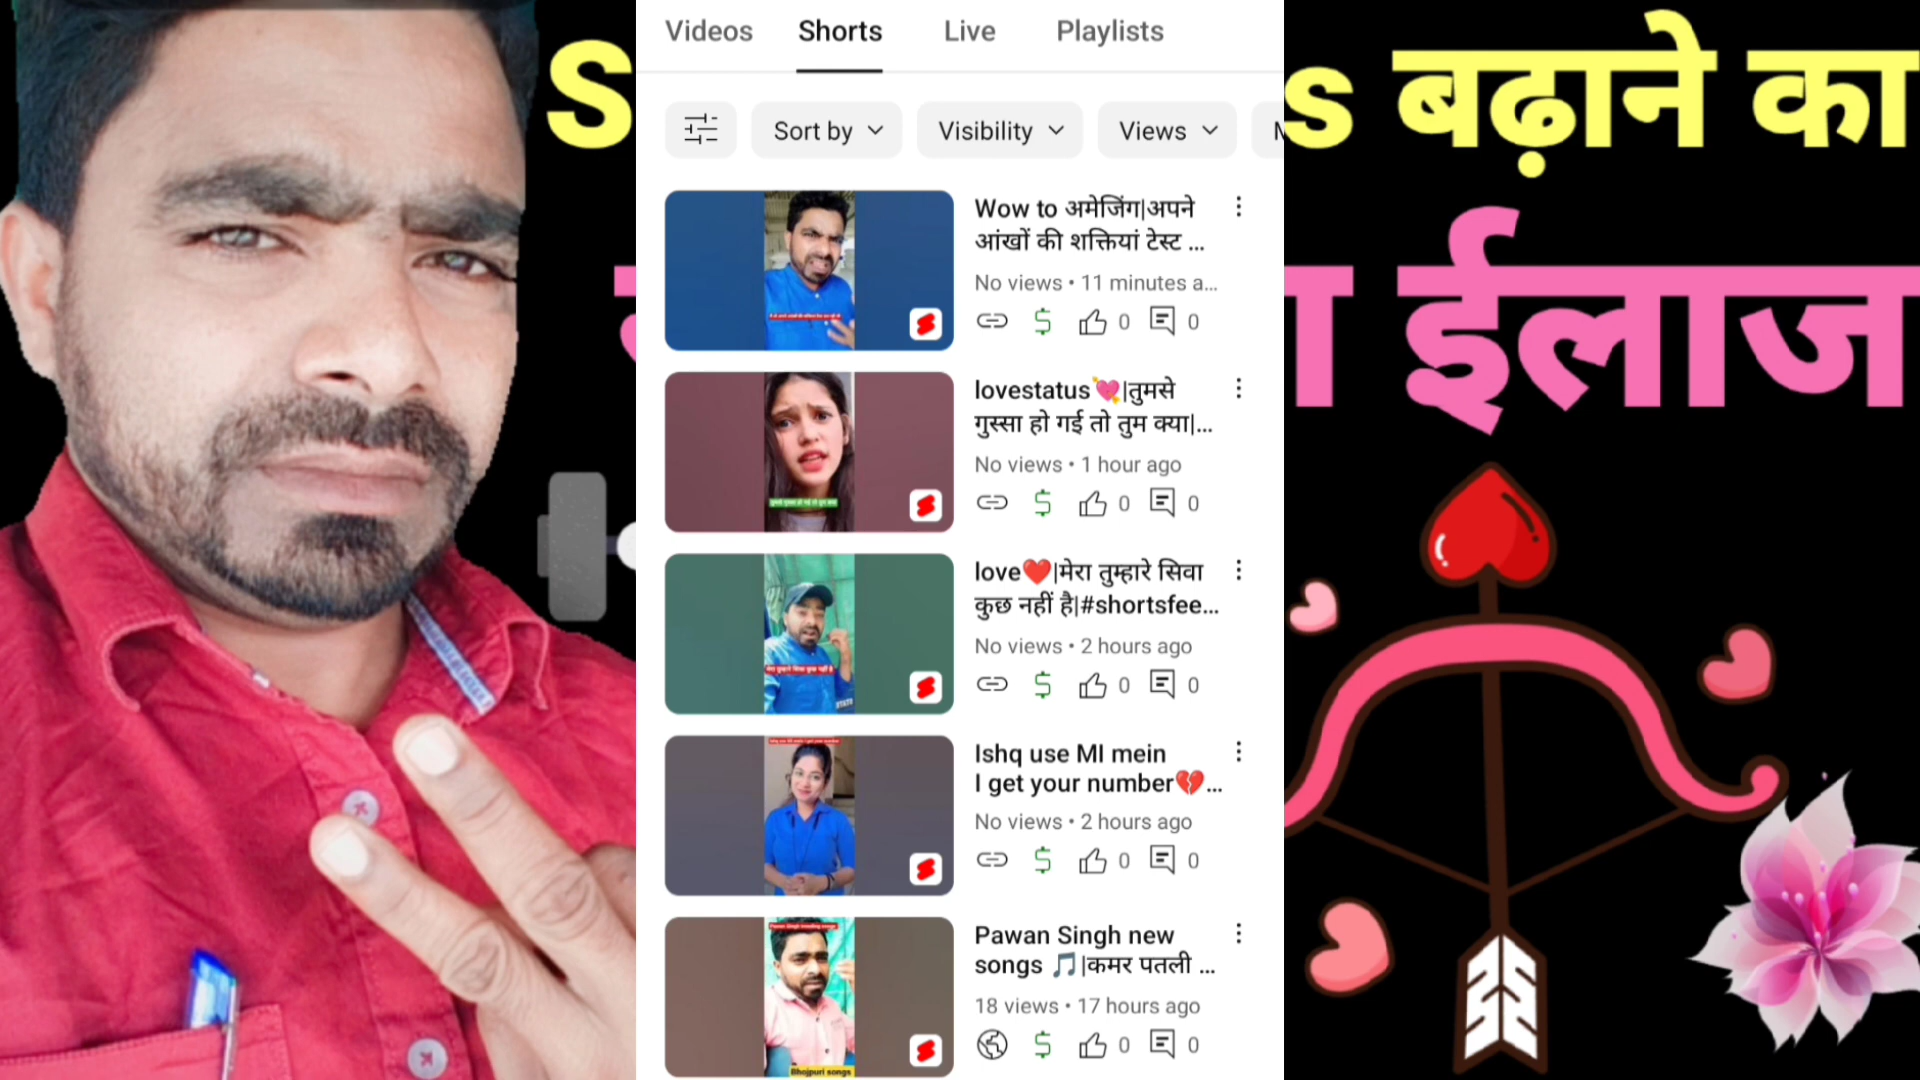 Videos Shorts Live Playlists
Sort by Visibility Views
s बढ़ाने का
ईलाज
Wow to अमेजिंग|अपने
आंखों की शक्तियां टेस्ट ...
No views • 11 minutes a...
0 0
lovestatus💘|तुमसे
गुस्सा हो गई तो तुम क्या|...
No views • 1 hour ago
0 0
love❤️|मेरा तुम्हारे सिवा
कुछ नहीं है|#shortsfee...
No views • 2 hours ago
0 0
Ishq use MI mein
I get your number💔...
No views • 2 hours ago
0 0
Pawan Singh new
songs 🎵|कमर पतली ...
18 views • 17 hours ago
0 0
Bhojpuri songs